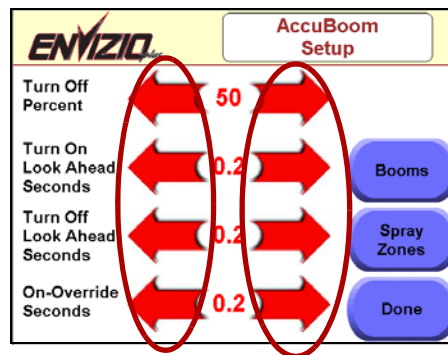 ENVIZIO plus
AccuBoom
Setup
Turn Off
Percent
50
Turn On
Look Ahead
Seconds
0.2
Booms
Turn Off
Look Ahead
Seconds
0.2
Spray
Zones
On-Override
Seconds
0.2
Done